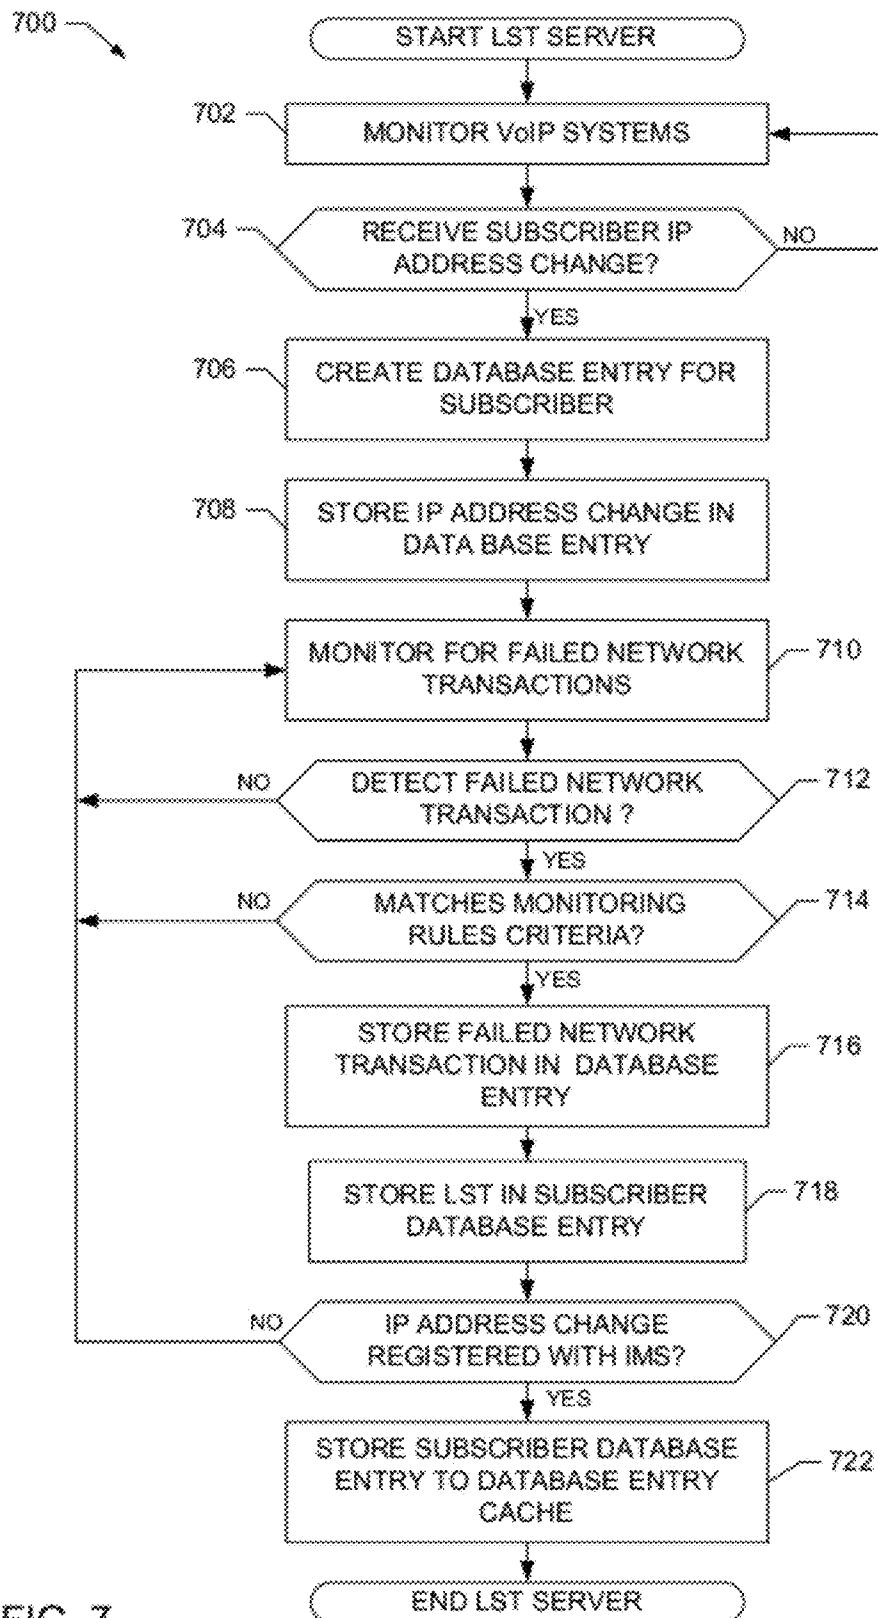 700
START LST SERVER
702
MONITOR VoIP SYSTEMS
704
RECEIVE SUBSCRIBER IP
ADDRESS CHANGE?
NO
YES
706
CREATE DATABASE ENTRY FOR
SUBSCRIBER
708
STORE IP ADDRESS CHANGE IN
DATA BASE ENTRY
MONITOR FOR FAILED NETWORK
TRANSACTIONS
710
NO
DETECT FAILED NETWORK
TRANSACTION ?
712
YES
NO
MATCHES MONITORING
RULES CRITERIA?
714
YES
STORE FAILED NETWORK
TRANSACTION IN DATABASE
ENTRY
716
STORE LST IN SUBSCRIBER
DATABASE ENTRY
718
NO
IP ADDRESS CHANGE
REGISTERED WITH IMS?
720
YES
STORE SUBSCRIBER DATABASE
ENTRY TO DATABASE ENTRY
CACHE
722
END LST SERVER
FIG. 7